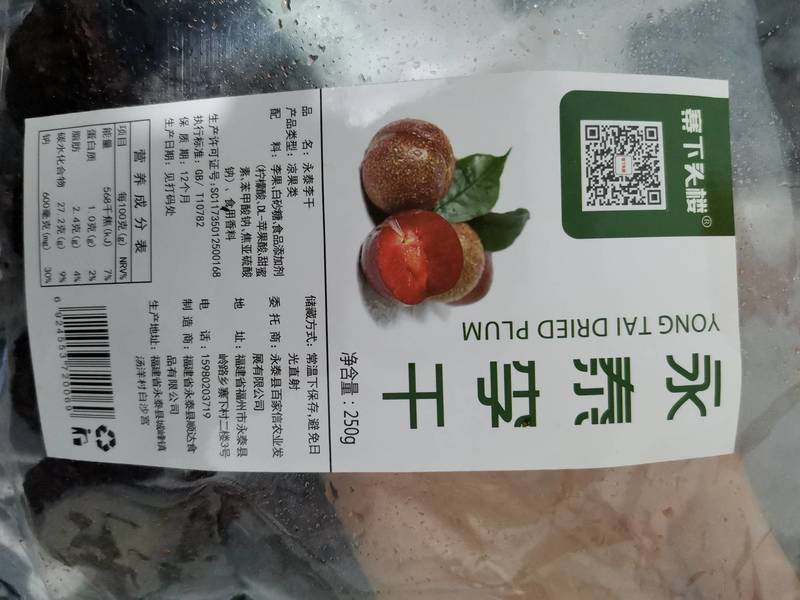 寨下头楼®
YONG TAI DRIED PLUM
永泰李干
净含量：250g
品 名：永泰李干
产品类型：凉果类
配 料：李果,白砂糖,食品添加剂
(柠檬酸、DL-苹果酸,甜蜜
素、苯甲酸钠,焦亚硫酸
钠)、食用香料
生产许可证号：SC11735012500168
执行标准：GB/T10782
保 质 期：12个月
生产日期：见打码处
储藏方式：常温下保存,避免日
光直射
委 托 商：永泰县百家信农业发
展有限公司
地 址：福建省福州市永泰县
岭路乡寨下村二楼3号
电 话：15980203719
制 造 商：福建省永泰县顺达食
品有限公司
生产地址：福建省永泰县城峰镇
汤洋村白沙宫
营 养 成 分 表
项目 每100克(g) NRV%
能量 568千焦(kJ) 7%
蛋白质 1.0克(g) 2%
脂肪 2.4克(g) 4%
碳水化合物 27.2克(g) 9%
钠 600毫克(mg) 30%
6 924553 720069